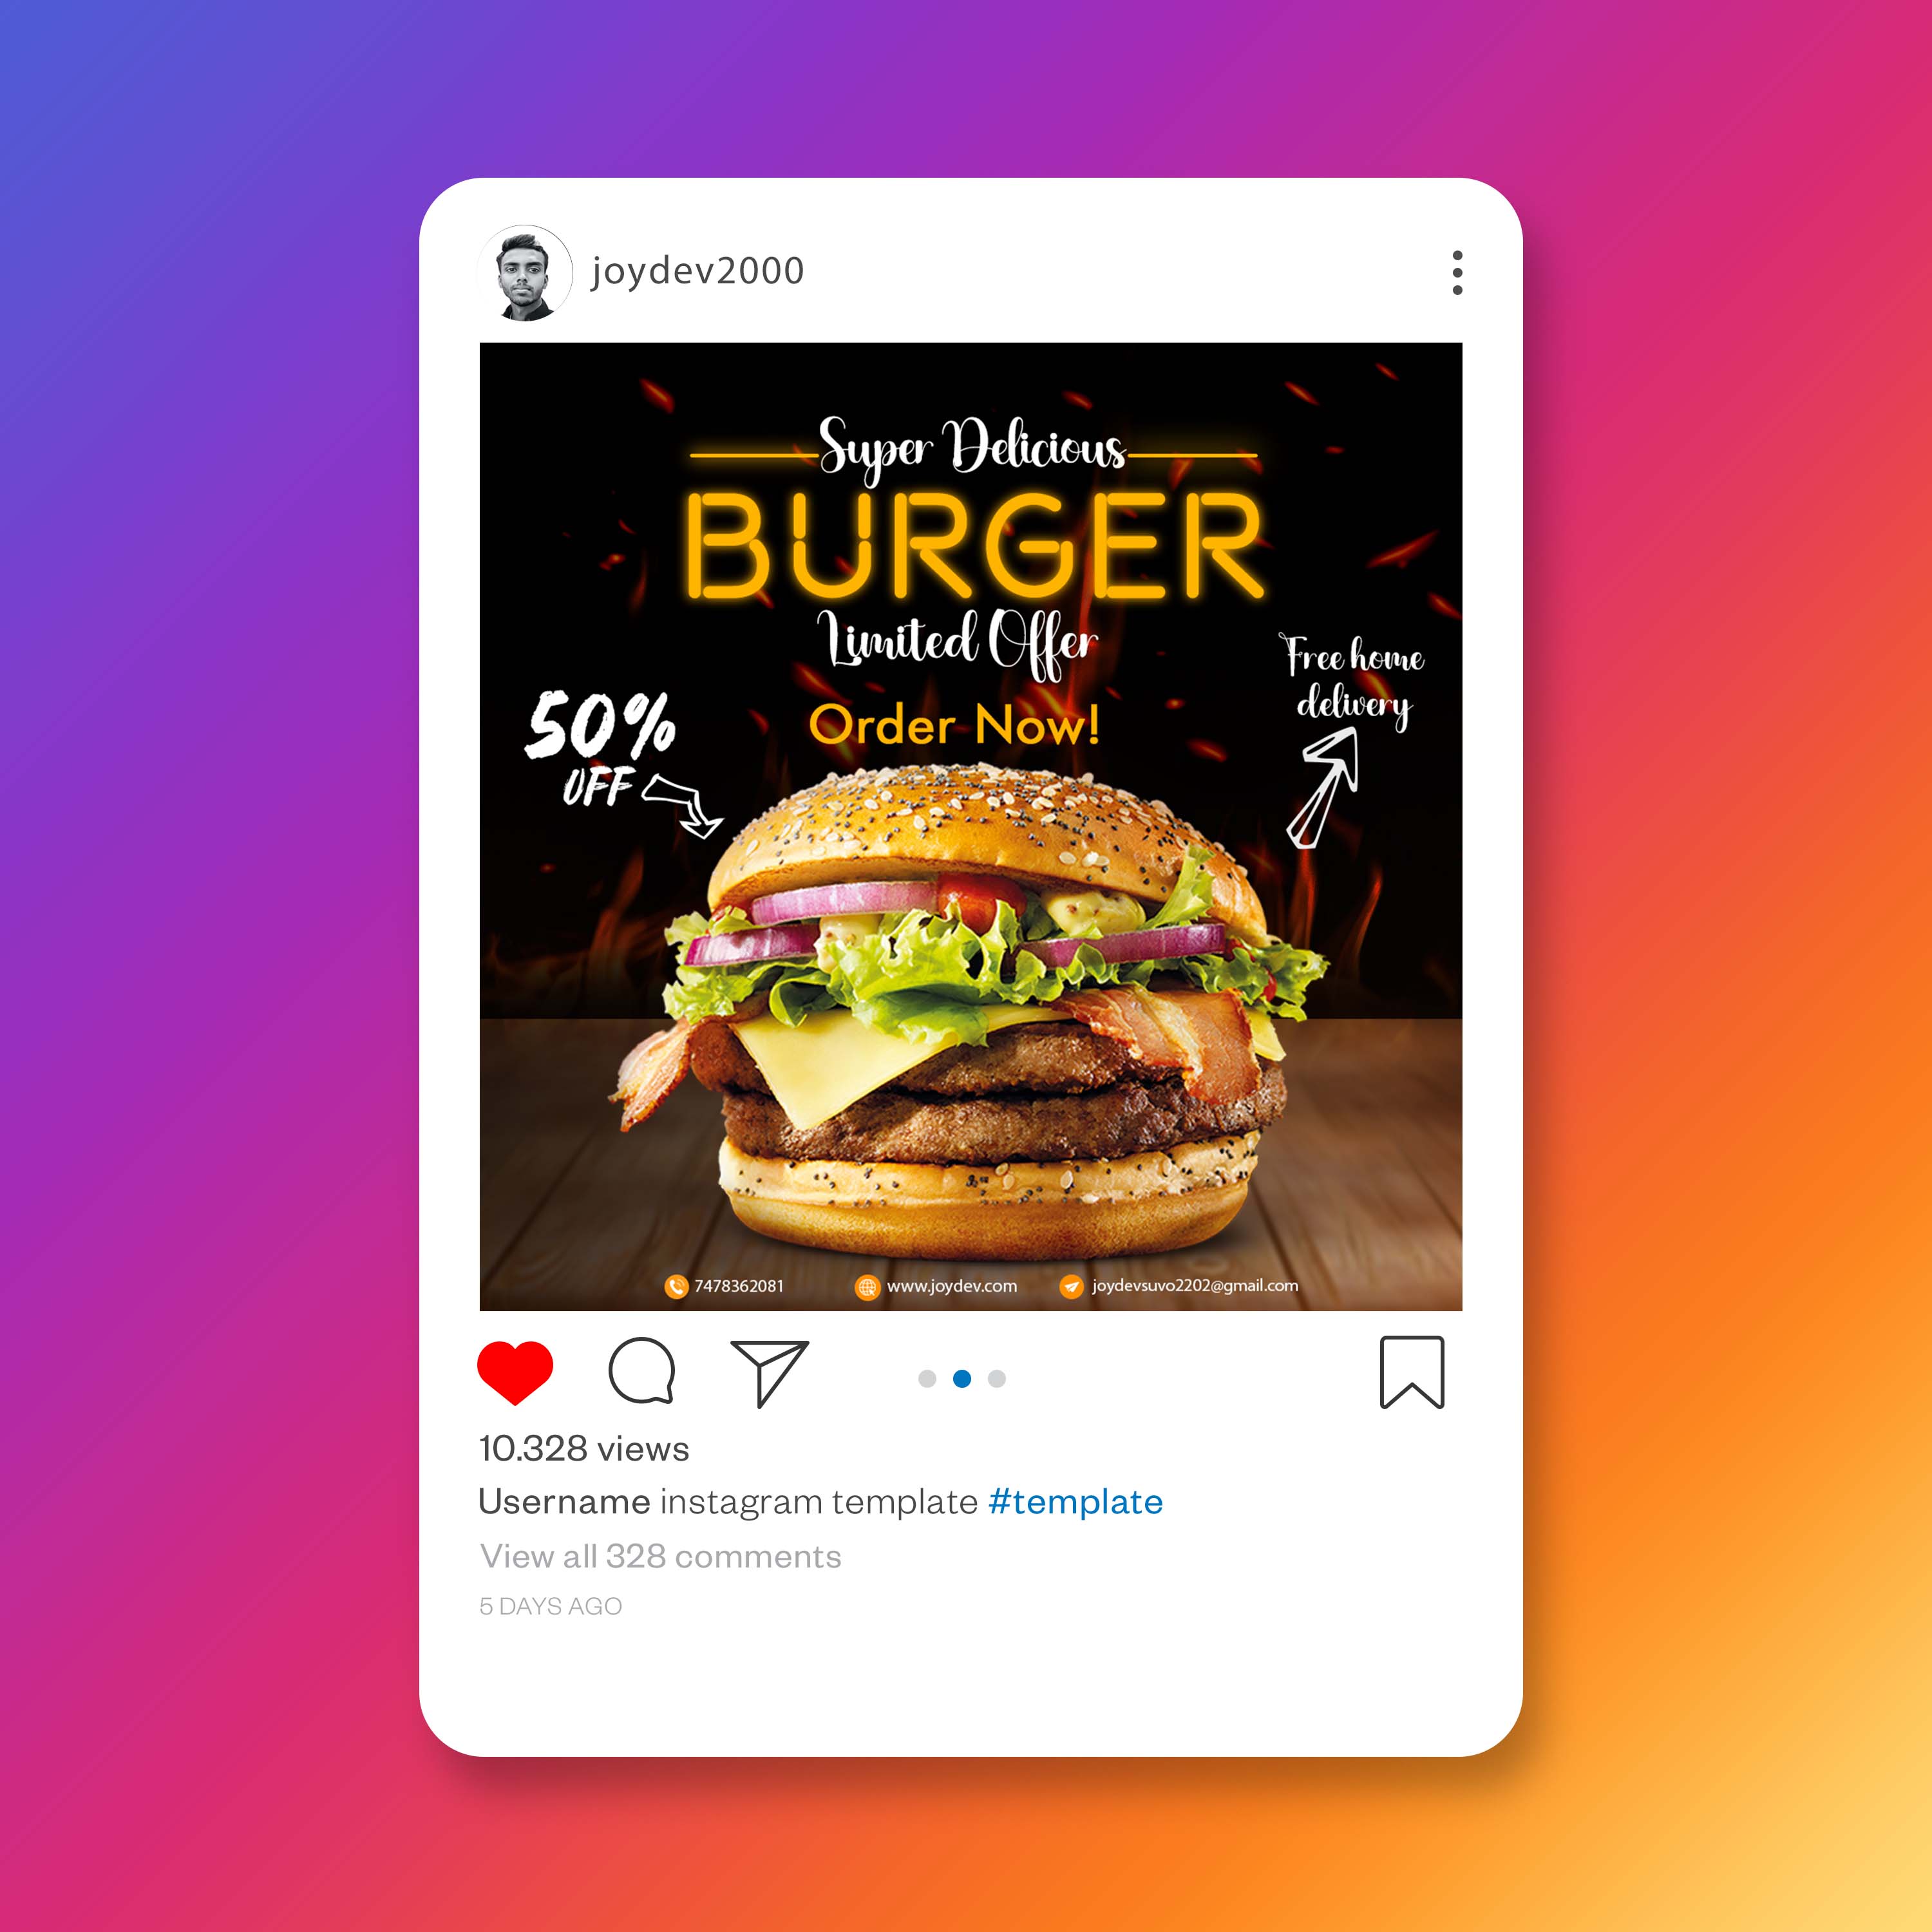 joydev2000
Super Delicious
BURGER
Limited Offer
Order Now!
50%
OFF
Free home
delivery
7478362081
www.joydev.com
joydevsuvo2202@gmail.com
10.328 views
Username instagram template #template
View all 328 comments
5 DAYS AGO